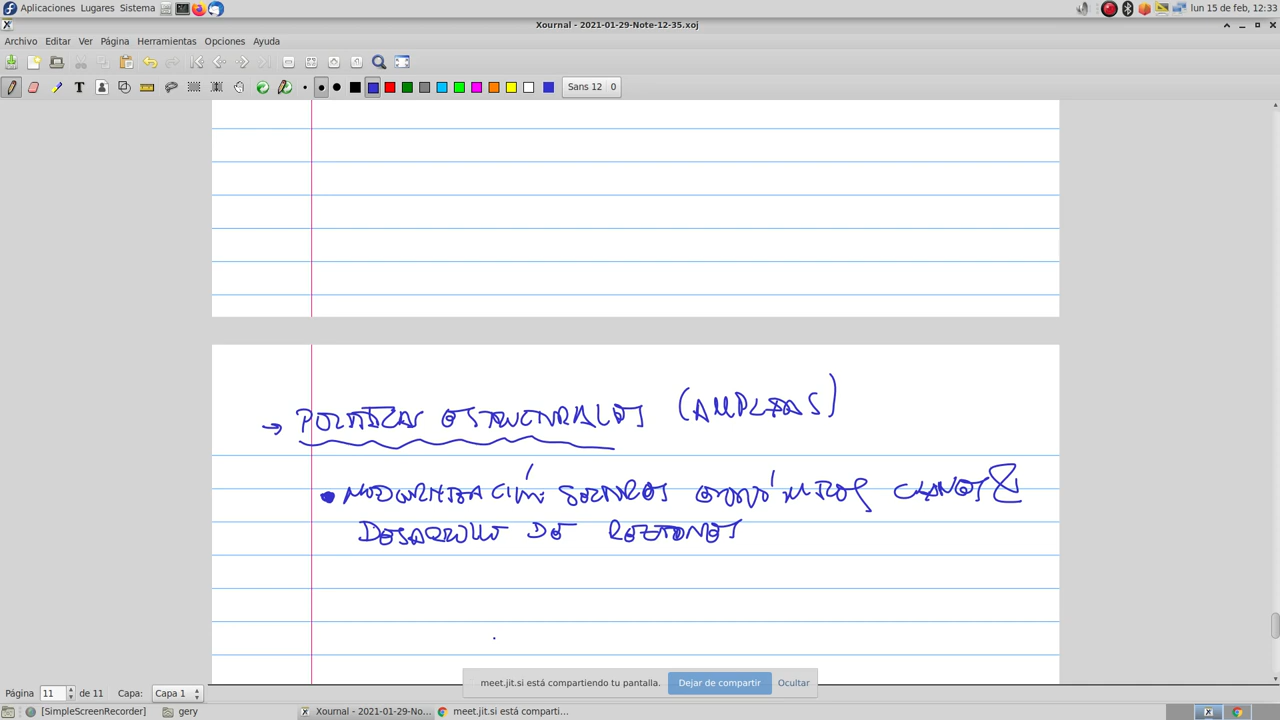 Aplicaciones Lugares Sistema lun 15 de feb, 12:33
Xournal - 2021-01-29-Note-12-35.xoj
Archivo Editar Ver Página Herramientas Opciones Ayuda
Sans 12 0
→ POLÍTICAS ESTRUCTURALES (AMPLIAS)
• MODERNIZACIÓN SECTORES ECONÓMICOS CLAVES &
DESARROLLO DE REGIONES
meet.jit.si está compartiendo tu pantalla. Dejar de compartir Ocultar
Página 11 de 11 Capa: Capa 1
[SimpleScreenRecorder] gery Xournal - 2021-01-29-No... meet.jit.si está comparti...